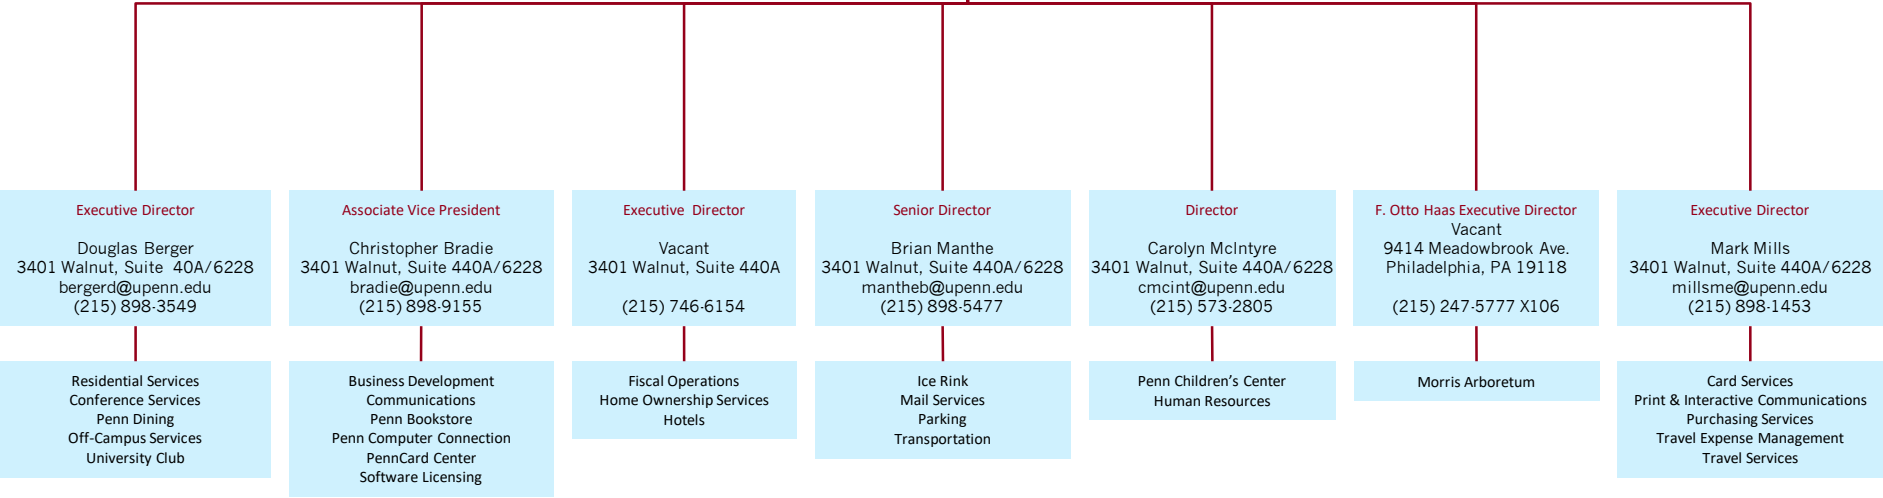 Executive Director
Douglas Berger
3401 Walnut, Suite 40A/6228
bergerd@upenn.edu
(215) 898-3549
Residential Services
Conference Services
Penn Dining
Off-Campus Services
University Club
Associate Vice President
Christopher Bradie
3401 Walnut, Suite 440A/6228
bradie@upenn.edu
(215) 898-9155
Business Development
Communications
Penn Bookstore
Penn Computer Connection
PennCard Center
Software Licensing
Executive Director
Vacant
3401 Walnut, Suite 440A
(215) 746-6154
Fiscal Operations
Home Ownership Services
Hotels
Senior Director
Brian Manthe
3401 Walnut, Suite 440A/6228
mantheb@upenn.edu
(215) 898-5477
Ice Rink
Mail Services
Parking
Transportation
Director
Carolyn McIntyre
3401 Walnut, Suite 440A/6228
cmcint@upenn.edu
(215) 573-2805
Penn Children’s Center
Human Resources
F. Otto Haas Executive Director
Vacant
9414 Meadowbrook Ave.
Philadelphia, PA 19118
(215) 247-5777 X106
Morris Arboretum
Executive Director
Mark Mills
3401 Walnut, Suite 440A/6228
millsme@upenn.edu
(215) 898-1453
Card Services
Print & Interactive Communications
Purchasing Services
Travel Expense Management
Travel Services